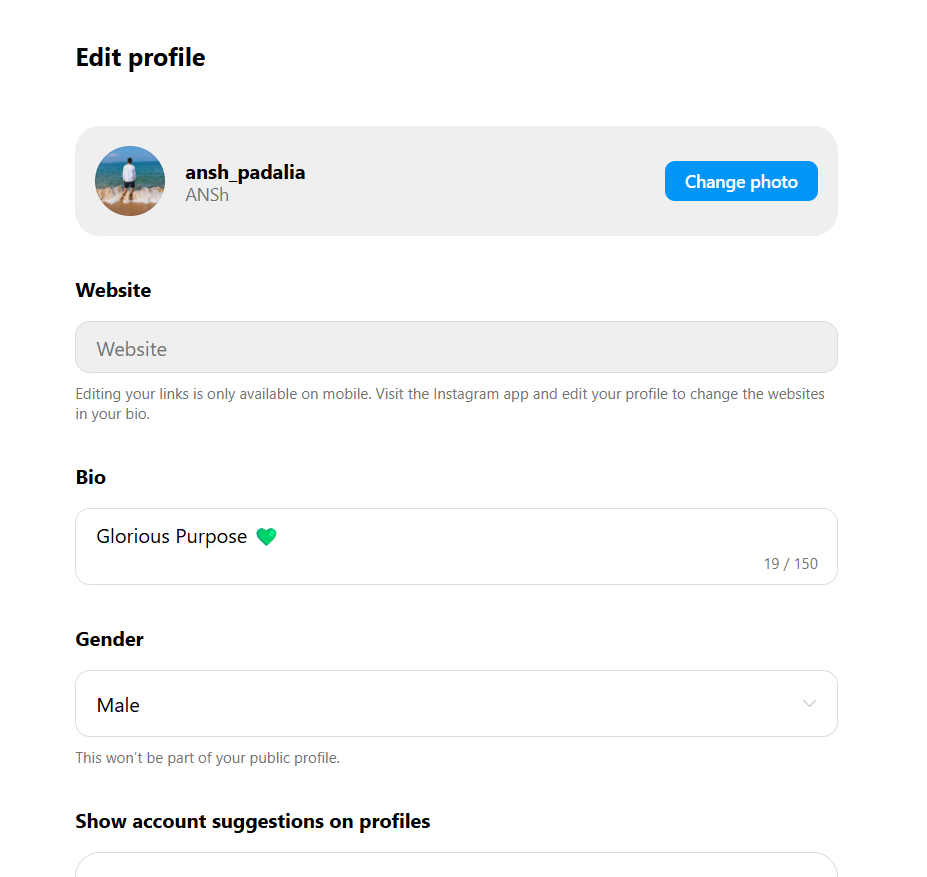 Edit profile
ansh_padalia
ANSh
Change photo
Website
Website
Editing your links is only available on mobile. Visit the Instagram app and edit your profile to change the websites
in your bio.
Bio
Glorious Purpose 💚
19 / 150
Gender
Male
This won’t be part of your public profile.
Show account suggestions on profiles